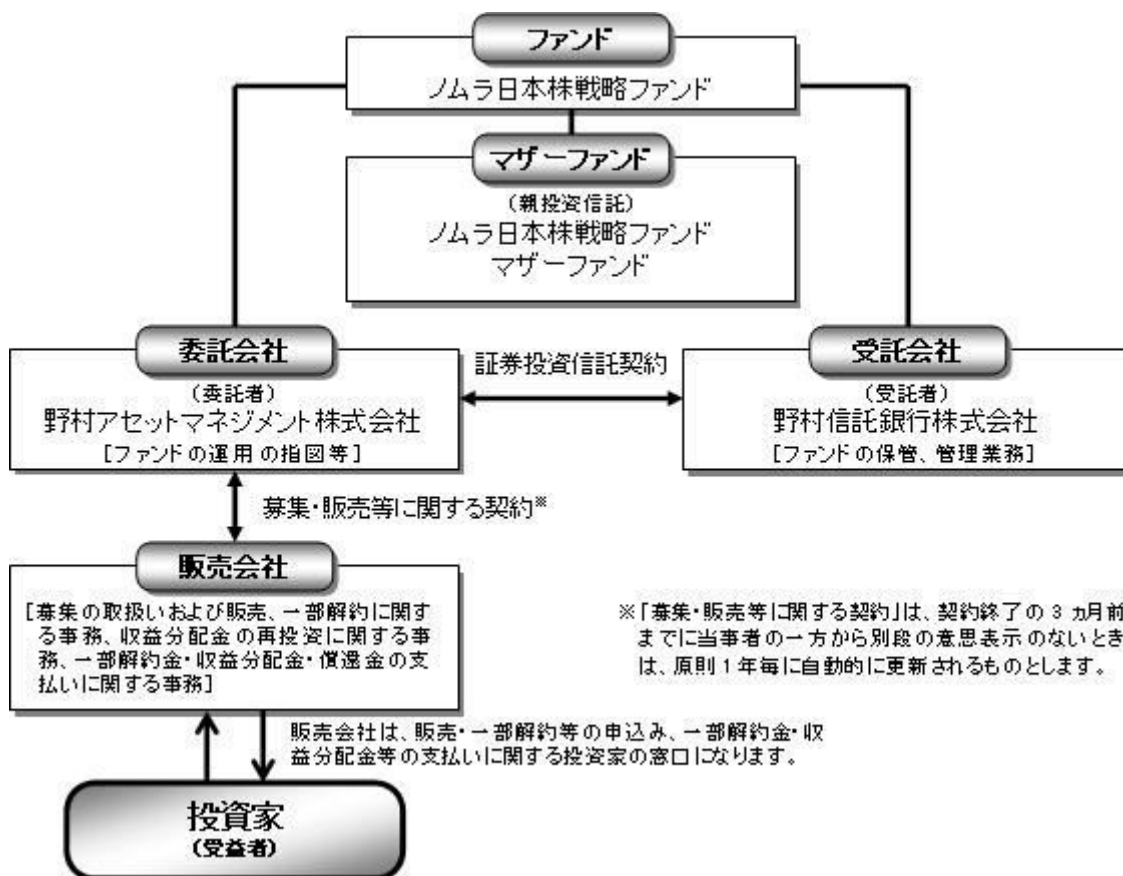 ファンド
ノムラ日本株戦略ファンド
マザーファンド
(親投資信託)
ノムラ日本株戦略ファンド
マザーファンド
委託会社
(委託者)
野村アセットマネジメント株式会社
[ファンドの運用の指図等]
証券投資信託契約
受託会社
(受託者)
野村信託銀行株式会社
[ファンドの保管、管理業務]
募集・販売等に関する契約※
販売会社
[募集の取扱いおよび販売、一部解約に関す
る事務、収益分配金の再投資に関する事
務、一部解約金・収益分配金・償還金の支
払いに関する事務]
※「募集・販売等に関する契約」は、契約終了の3ヵ月前
までに当事者の一方から別段の意思表示のないとき
は、原則1年毎に自動的に更新されるものとします。
販売会社は、販売・一部解約等の申込み、一部解約金・収
益分配金等の支払いに関する投資家の窓口になります。
投資家
(受益者)